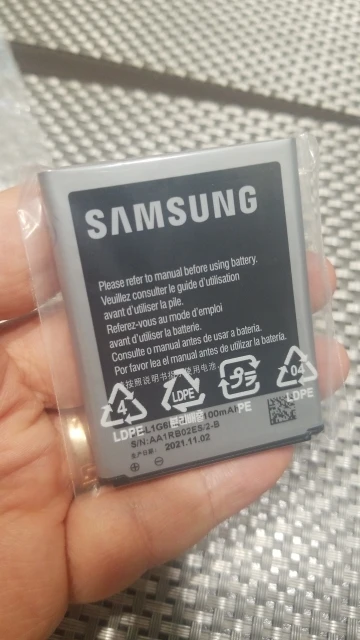 SAMSUNG
Please refer to manual before using battery.
Veuillez consulter le guide d'utilisation
avant d'utiliser la pile.
Referez-vous au mode d'emploi
avant d'utiliser la batterie.
Consulte o manual antes de usar a bateria.
Por favor lea el manual antes de utilizar la batería.
4
LDPE
04
LDPE
PE
LDPE
S/N:AA1RB02ES/2-B
2021.11.02